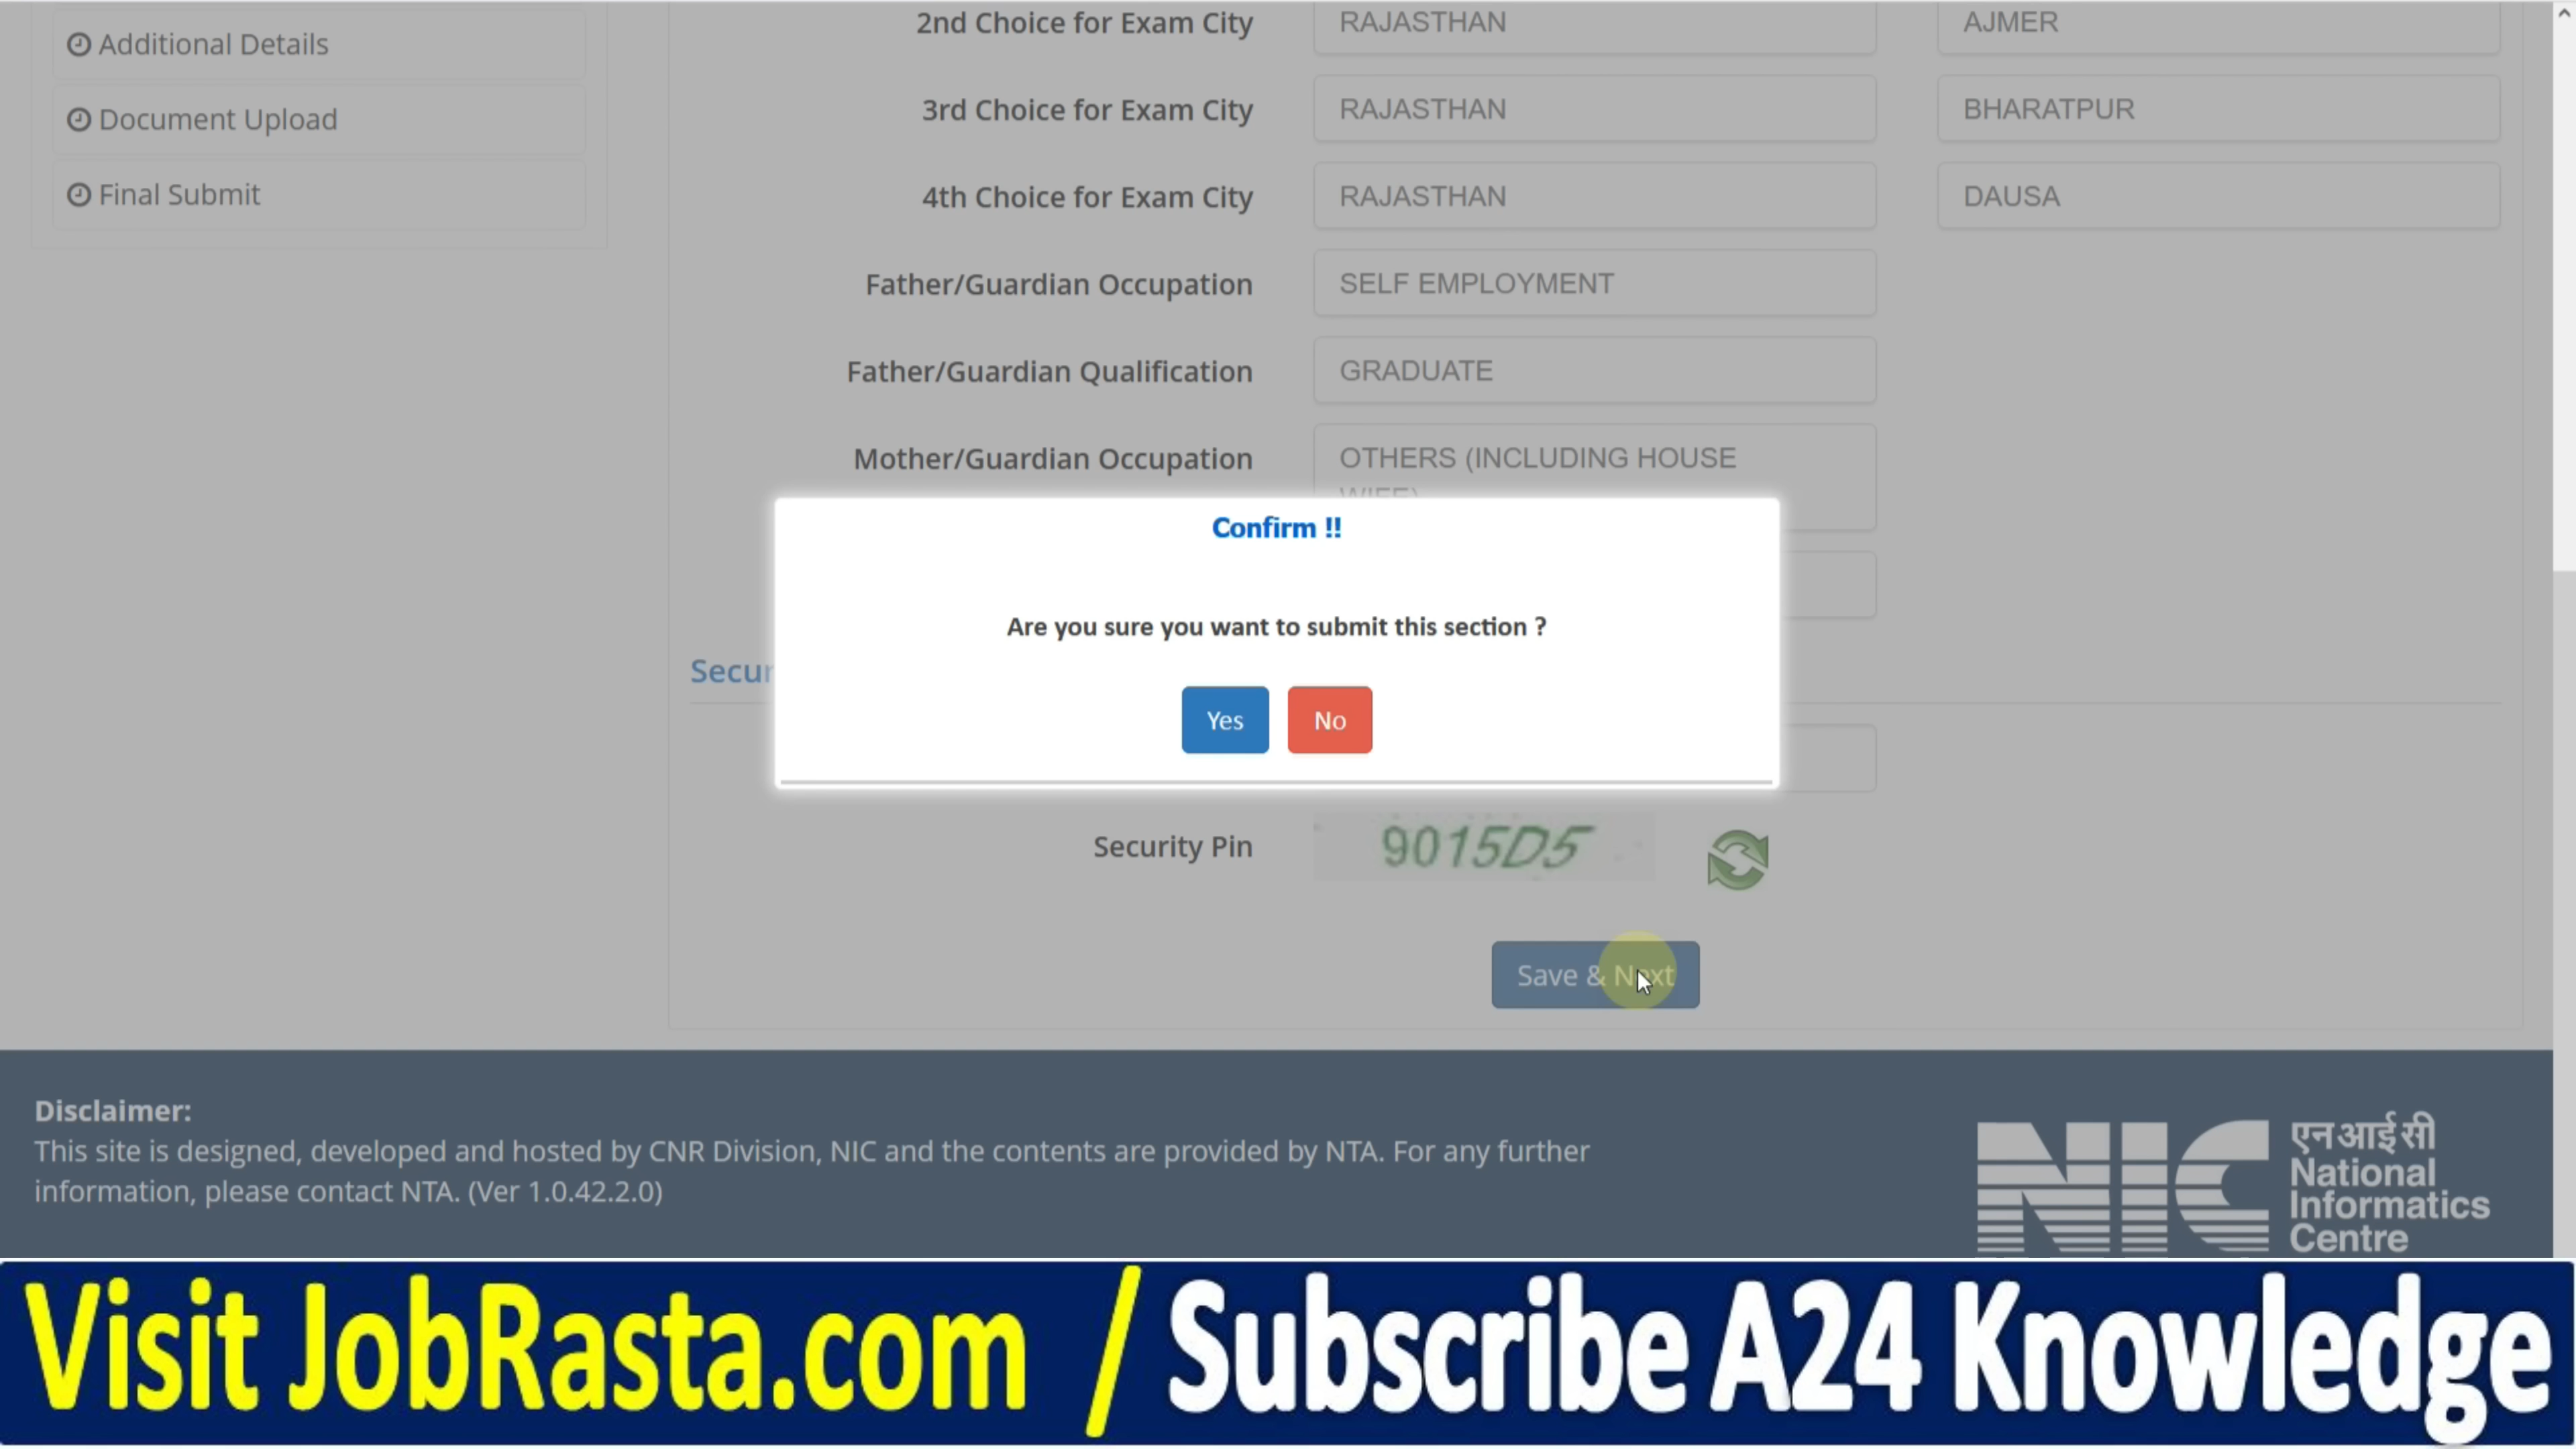 Additional Details
Document Upload
Final Submit
2nd Choice for Exam City RAJASTHAN AJMER
3rd Choice for Exam City RAJASTHAN BHARATPUR
4th Choice for Exam City RAJASTHAN DAUSA
Father/Guardian Occupation SELF EMPLOYMENT
Father/Guardian Qualification GRADUATE
Mother/Guardian Occupation OTHERS (INCLUDING HOUSE
WIFE)
Confirm !!
Are you sure you want to submit this section ?
Yes No
Security Pin 9015D5
Save & Next
Disclaimer:
This site is designed, developed and hosted by CNR Division, NIC and the contents are provided by NTA. For any further
information, please contact NTA. (Ver 1.0.42.2.0)
NIC
एन आई सी
National
Informatics
Centre
Visit JobRasta.com / Subscribe A24 Knowledge